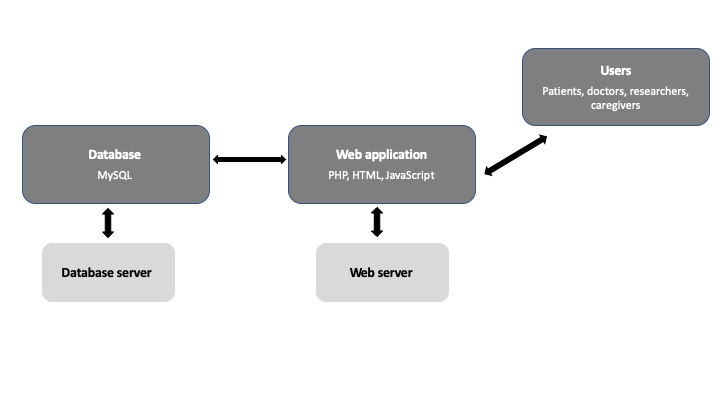 Users
Patients, doctors, researchers,
caregivers
Database
MySQL
Web application
PHP, HTML, JavaScript
Database server
Web server